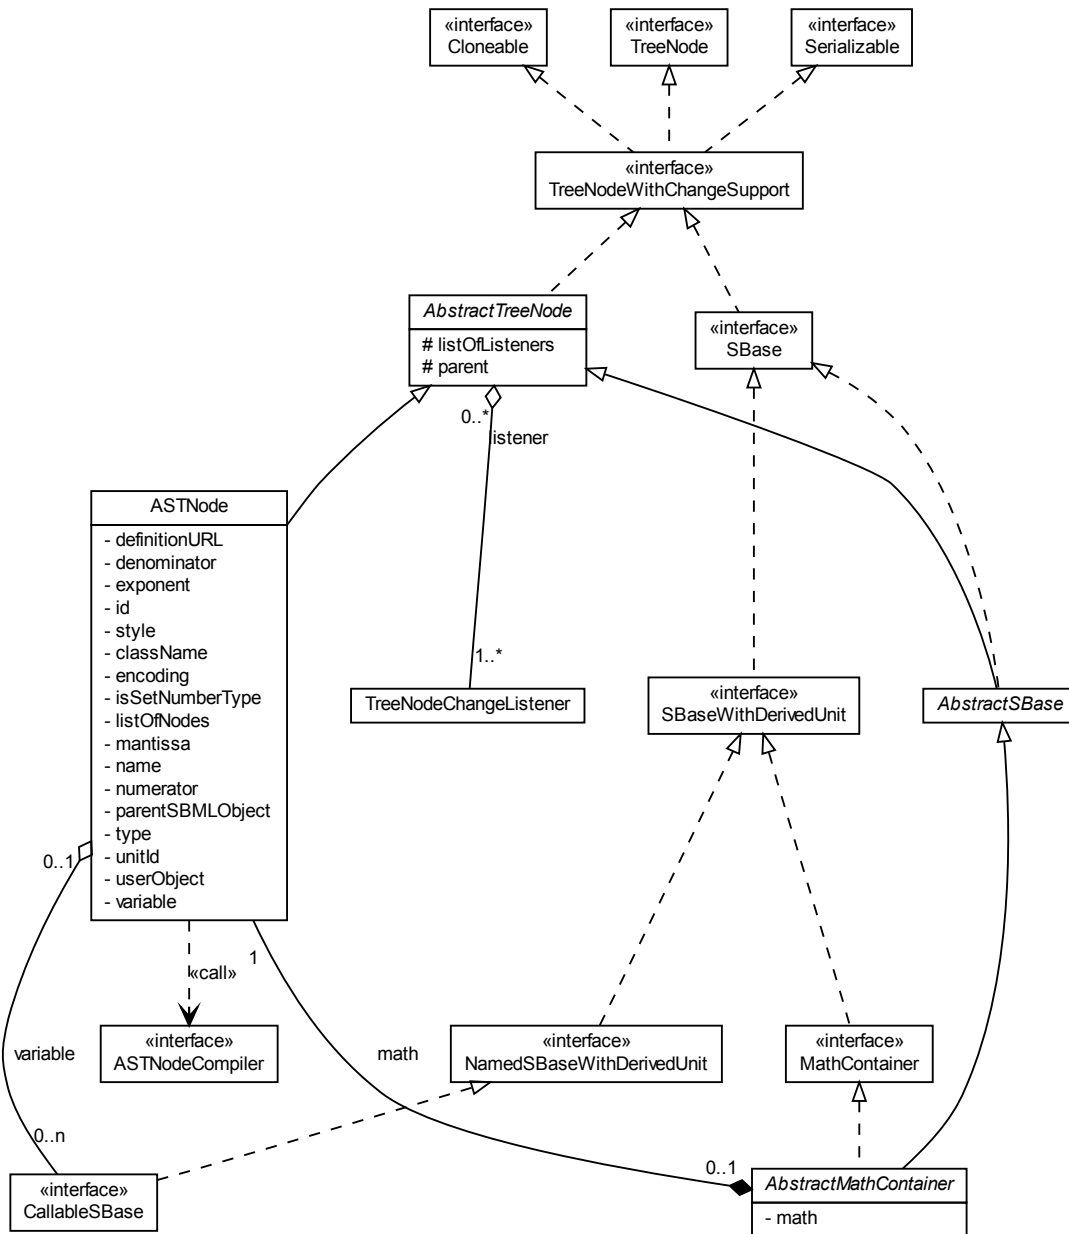 «interface»
Cloneable
«interface»
TreeNode
«interface»
Serializable
«interface»
TreeNodeWithChangeSupport
AbstractTreeNode
# listOfListeners
# parent
«interface»
SBase
0..*
listener
ASTNode
- definitionURL
- denominator
- exponent
- id
- style
- className
- encoding
- isSetNumberType
- listOfNodes
- mantissa
- name
- numerator
- parentSBMLObject
- type
- unitId
- userObject
- variable
1..*
TreeNodeChangeListener
«interface»
SBaseWithDerivedUnit
AbstractSBase
0..1
1
«call»
variable
«interface»
ASTNodeCompiler
math
«interface»
NamedSBaseWithDerivedUnit
«interface»
MathContainer
0..n
«interface»
CallableSBase
0..1
AbstractMathContainer
- math